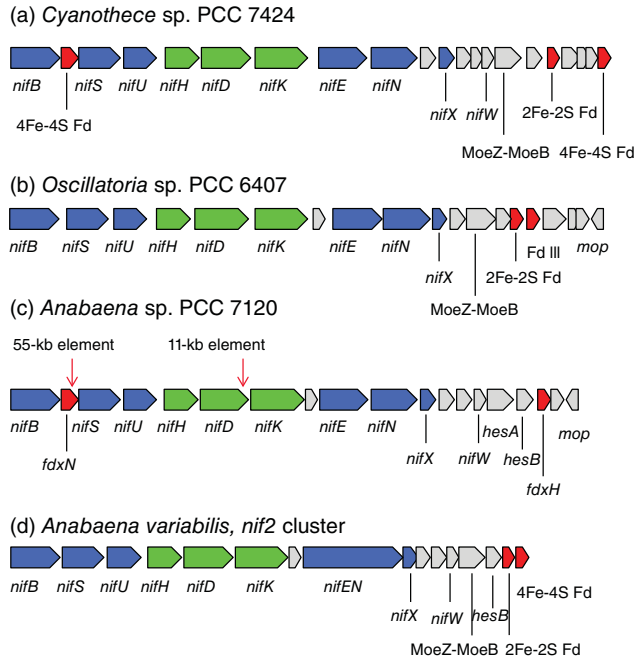 (a) Cyanothece sp. PCC 7424
nifB nifS nifU nifH nifD nifK nifE nifN
nifX nifW
4Fe-4S Fd 2Fe-2S Fd
MoeZ-MoeB 4Fe-4S Fd
(b) Oscillatoria sp. PCC 6407
nifB nifS nifU nifH nifD nifK nifE nifN Fd III mop
nifX 2Fe-2S Fd
MoeZ-MoeB
(c) Anabaena sp. PCC 7120
55-kb element 11-kb element
nifB nifS nifU nifH nifD nifK nifE nifN hesA mop
fdxN nifX nifW hesB
fdxH
(d) Anabaena variabilis, nif2 cluster
nifB nifS nifU nifH nifD nifK nifEN 4Fe-4S Fd
nifX nifW hesB
MoeZ-MoeB 2Fe-2S Fd